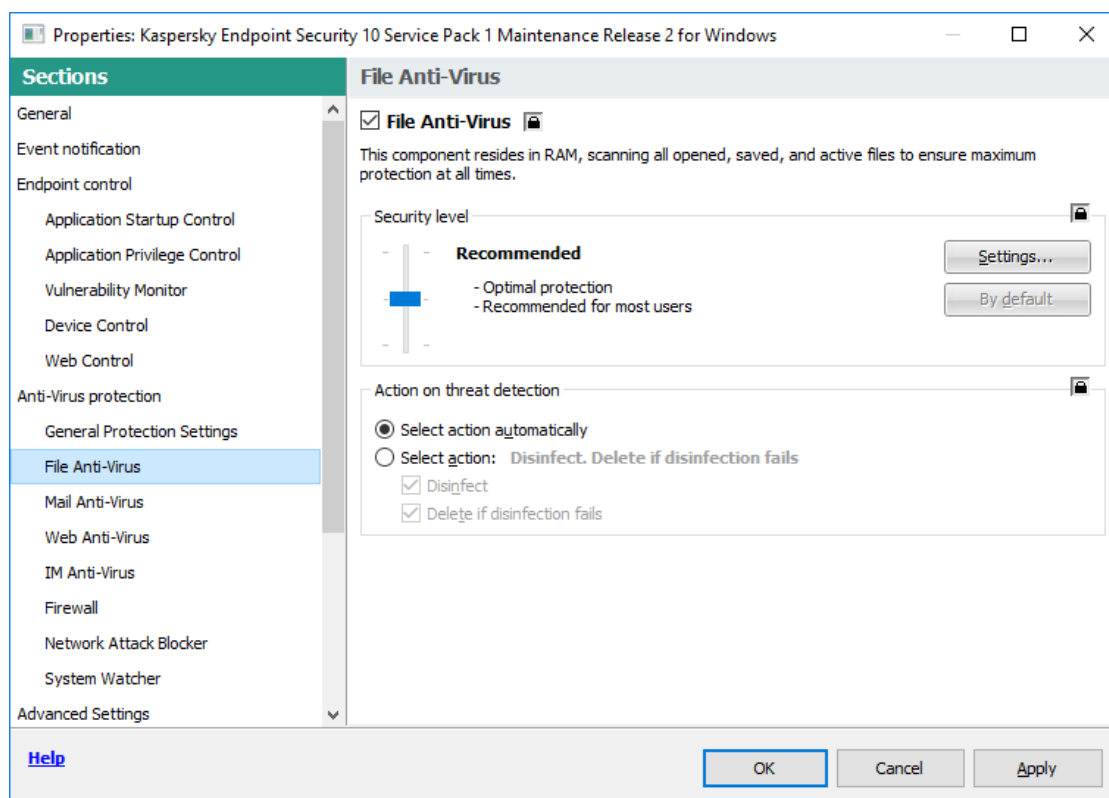 Properties: Kaspersky Endpoint Security 10 Service Pack 1 Maintenance Release 2 for Windows
Sections
General
Event notification
Endpoint control
Application Startup Control
Application Privilege Control
Vulnerability Monitor
Device Control
Web Control
Anti-Virus protection
General Protection Settings
File Anti-Virus
Mail Anti-Virus
Web Anti-Virus
IM Anti-Virus
Firewall
Network Attack Blocker
System Watcher
Advanced Settings
File Anti-Virus
File Anti-Virus
This component resides in RAM, scanning all opened, saved, and active files to ensure maximum
protection at all times.
Security level
Recommended
- Optimal protection
- Recommended for most users
Settings...
By default
Action on threat detection
Select action automatically
Select action: Disinfect. Delete if disinfection fails
Disinfect
Delete if disinfection fails
Help
OK
Cancel
Apply